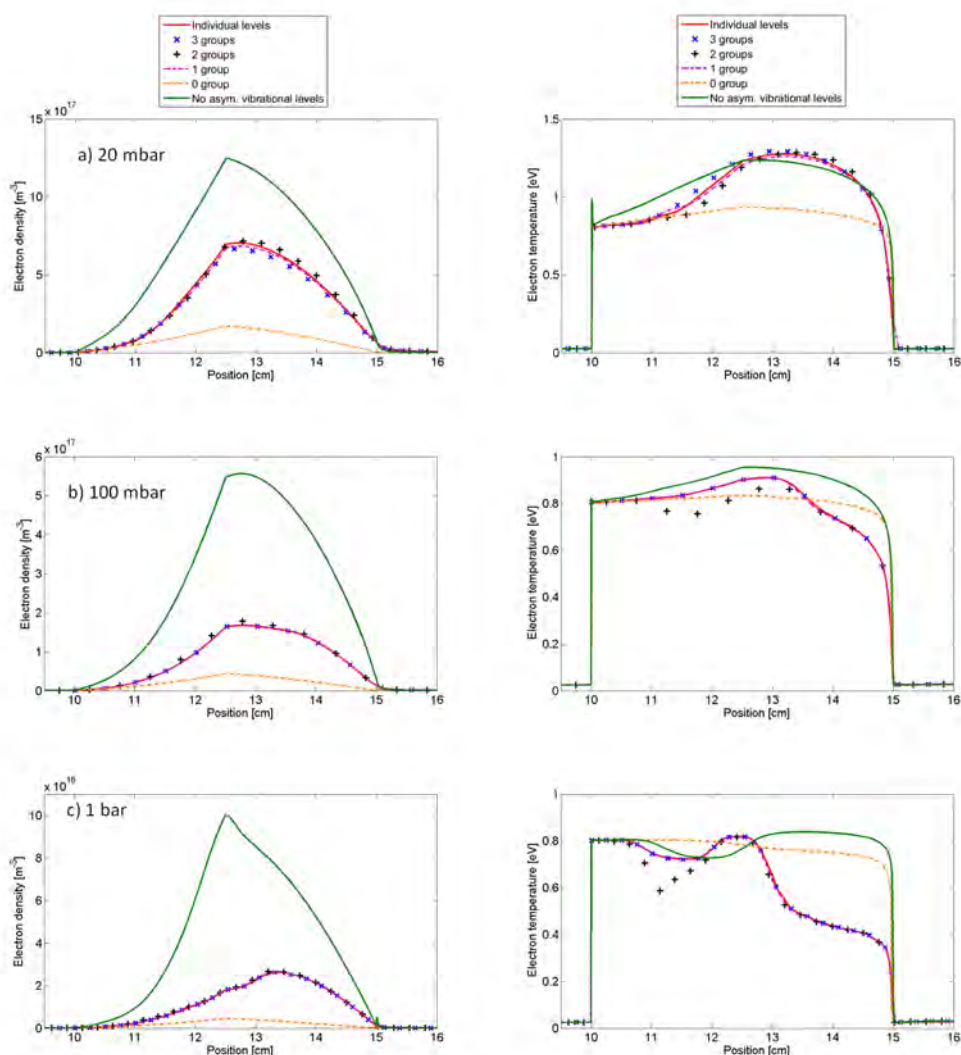 Individual levels
3 groups
2 groups
1 group
0 group
No asym. vibrational levels
Individual levels
3 groups
2 groups
1 group
0 group
No asym. vibrational levels
x 10^17
15
10
5
0
a) 20 mbar
Electron density [m^-3]
10 11 12 13 14 15 16
Position [cm]
1.5
1
0.5
0
Electron temperature [eV]
10 11 12 13 14 15 16
Position [cm]
x 10^17
6
5
4
3
2
1
0
b) 100 mbar
Electron density [m^-3]
10 11 12 13 14 15 16
Position [cm]
1
0.8
0.6
0.4
0.2
0
Electron temperature [eV]
10 11 12 13 14 15 16
Position [cm]
x 10^16
10
8
6
4
2
0
c) 1 bar
Electron density [m^-3]
10 11 12 13 14 15 16
Position [cm]
1
0.8
0.6
0.4
0.2
0
Electron temperature [eV]
10 11 12 13 14 15 16
Position [cm]